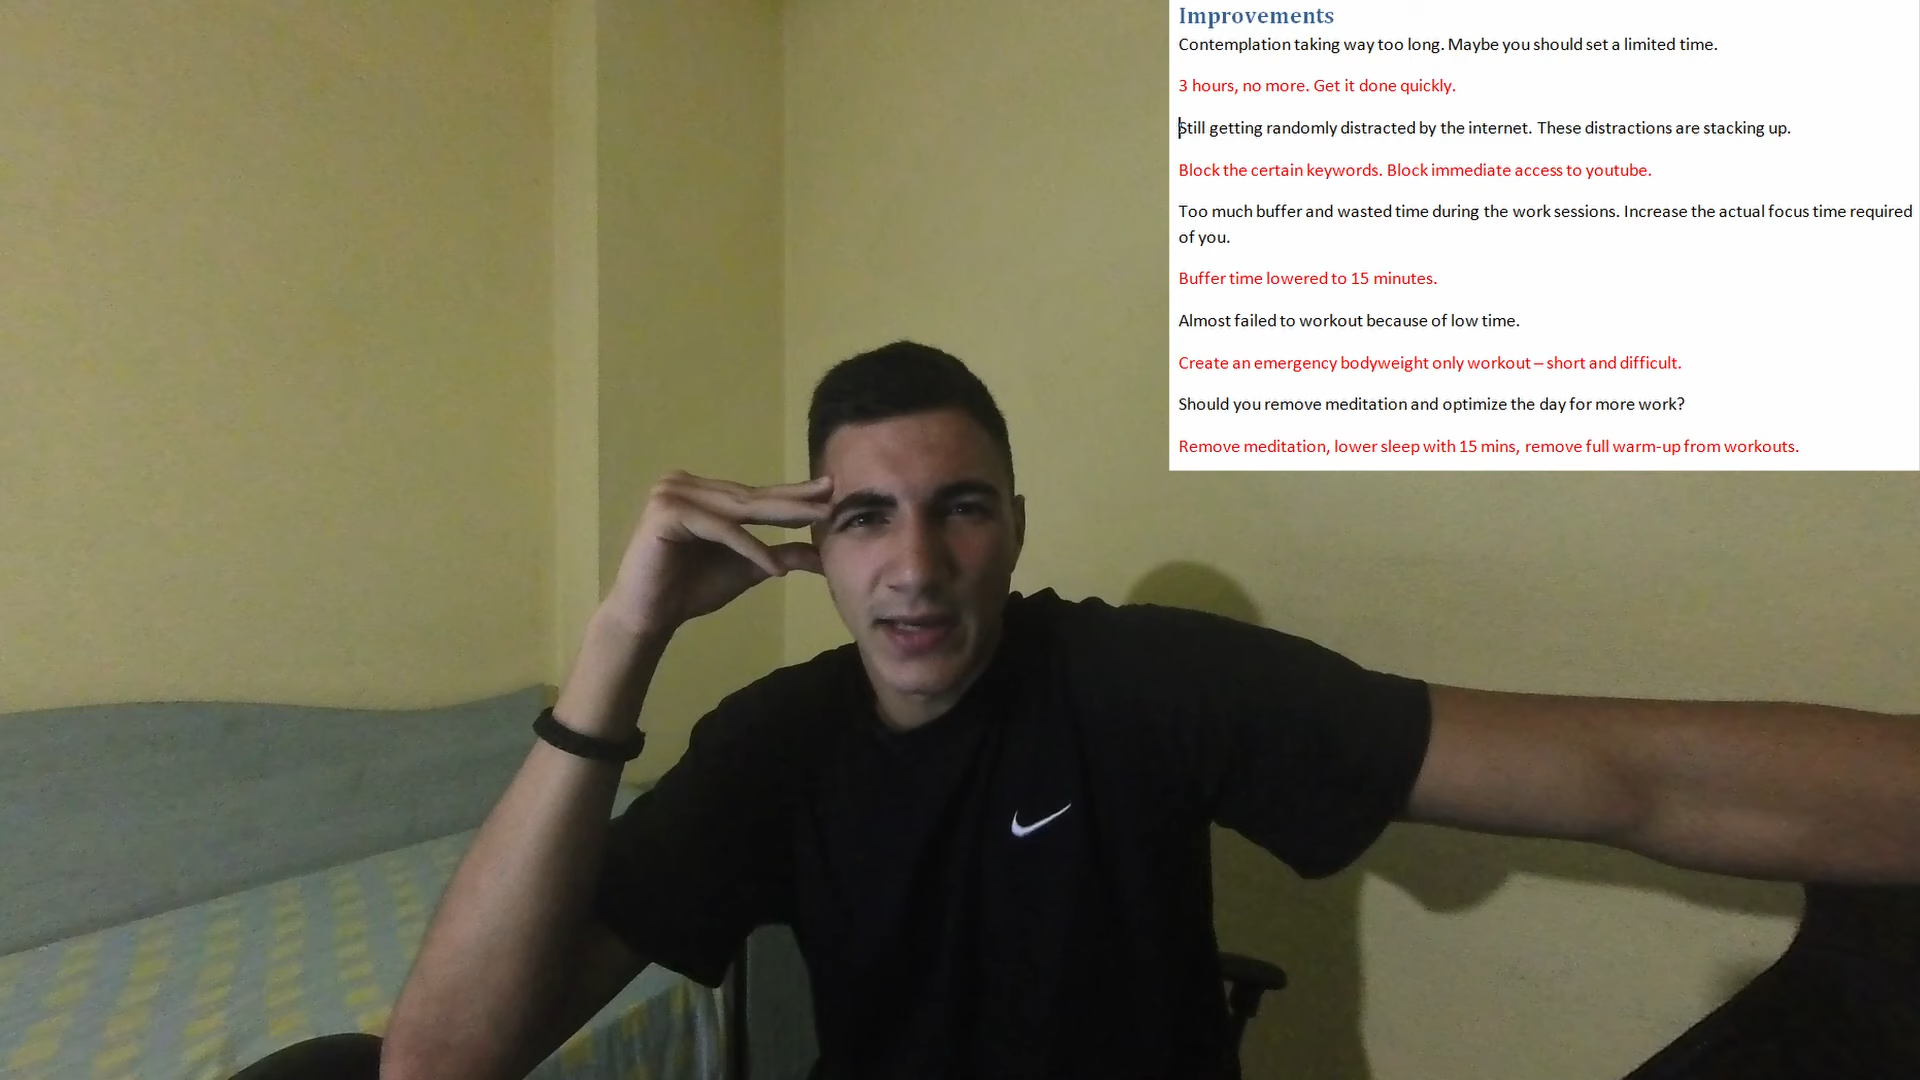 Improvements
Contemplation taking way too long. Maybe you should set a limited time.
3 hours, no more. Get it done quickly.
Still getting randomly distracted by the internet. These distractions are stacking up.
Block the certain keywords. Block immediate access to youtube.
Too much buffer and wasted time during the work sessions. Increase the actual focus time required
of you.
Buffer time lowered to 15 minutes.
Almost failed to workout because of low time.
Create an emergency bodyweight only workout – short and difficult.
Should you remove meditation and optimize the day for more work?
Remove meditation, lower sleep with 15 mins, remove full warm-up from workouts.